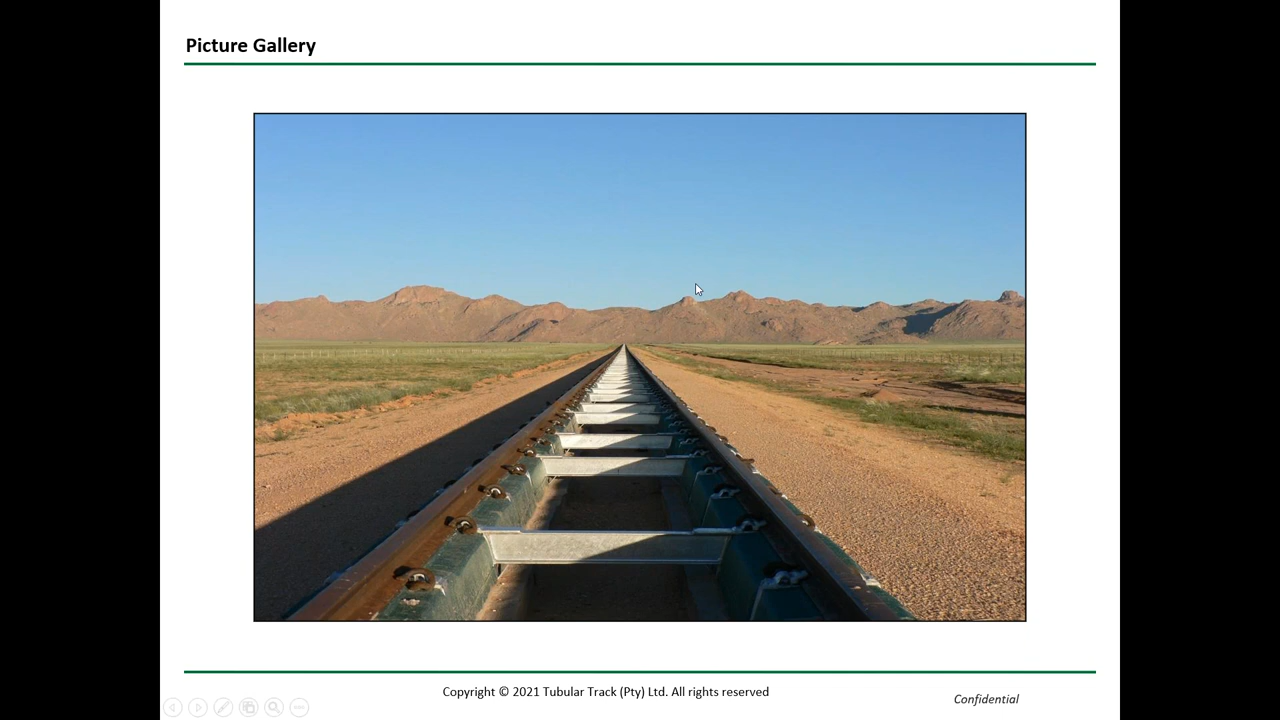 Picture Gallery
Copyright © 2021 Tubular Track (Pty) Ltd. All rights reserved
Confidential